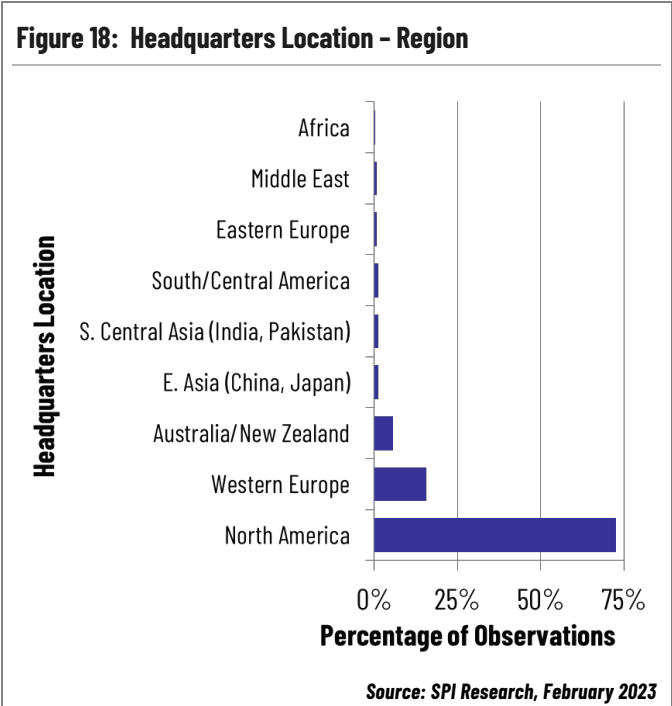 Figure 18: Headquarters Location – Region
Headquarters Location
Africa
Middle East
Eastern Europe
South/Central America
S. Central Asia (India, Pakistan)
E. Asia (China, Japan)
Australia/New Zealand
Western Europe
North America
0% 25% 50% 75%
Percentage of Observations
Source: SPI Research, February 2023